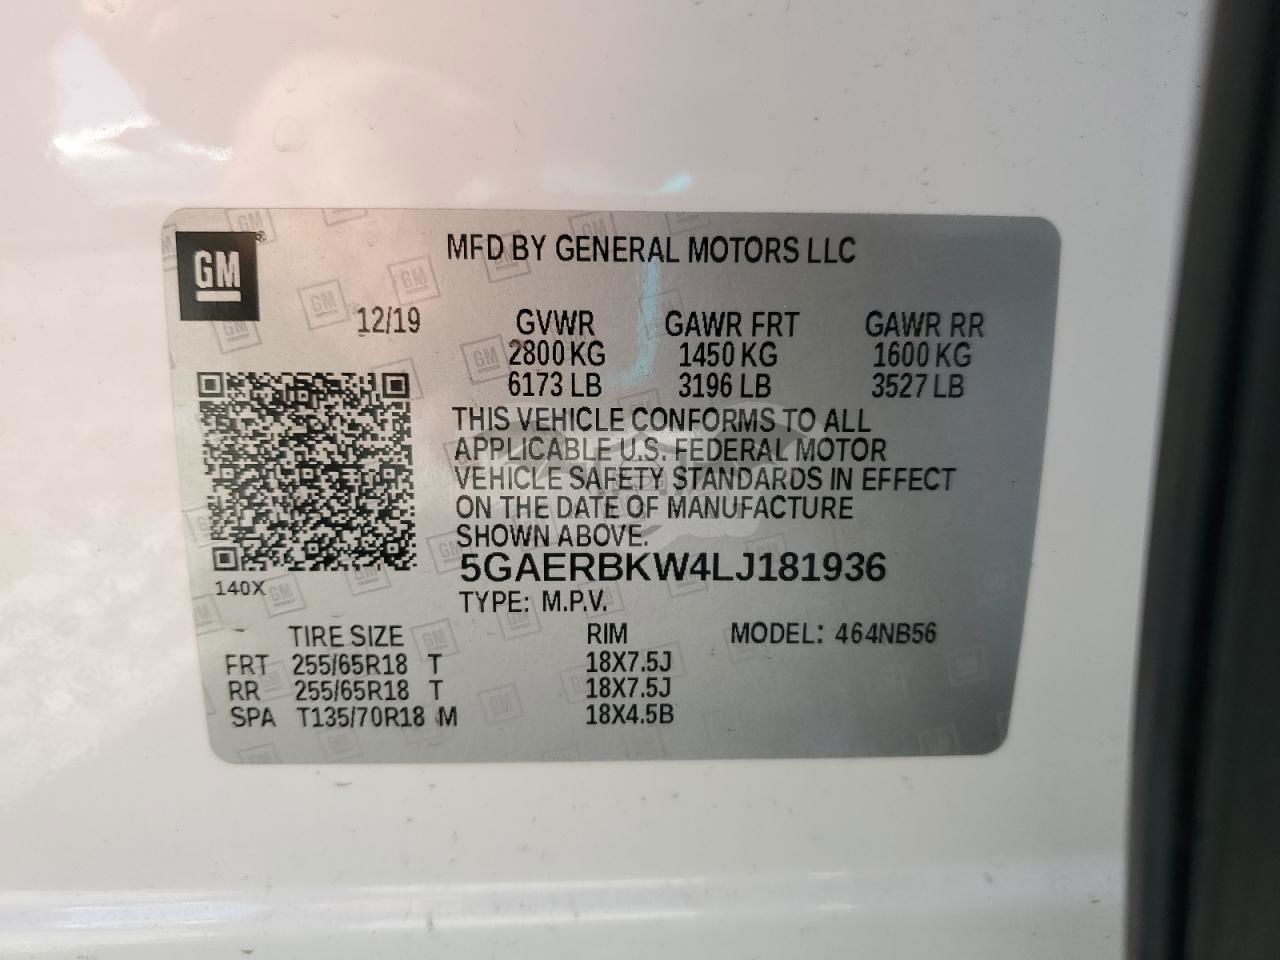 GM
MFD BY GENERAL MOTORS LLC
12/19 GVWR GAWR FRT GAWR RR
2800 KG 1450 KG 1600 KG
6173 LB 3196 LB 3527 LB
THIS VEHICLE CONFORMS TO ALL
APPLICABLE U.S. FEDERAL MOTOR
VEHICLE SAFETY STANDARDS IN EFFECT
ON THE DATE OF MANUFACTURE
SHOWN ABOVE.
5GAERBKW4LJ181936
140X
TYPE: M.P.V.
TIRE SIZE RIM MODEL: 464NB56
FRT 255/65R18 T 18X7.5J
RR 255/65R18 T 18X7.5J
SPA T135/70R18 M 18X4.5B